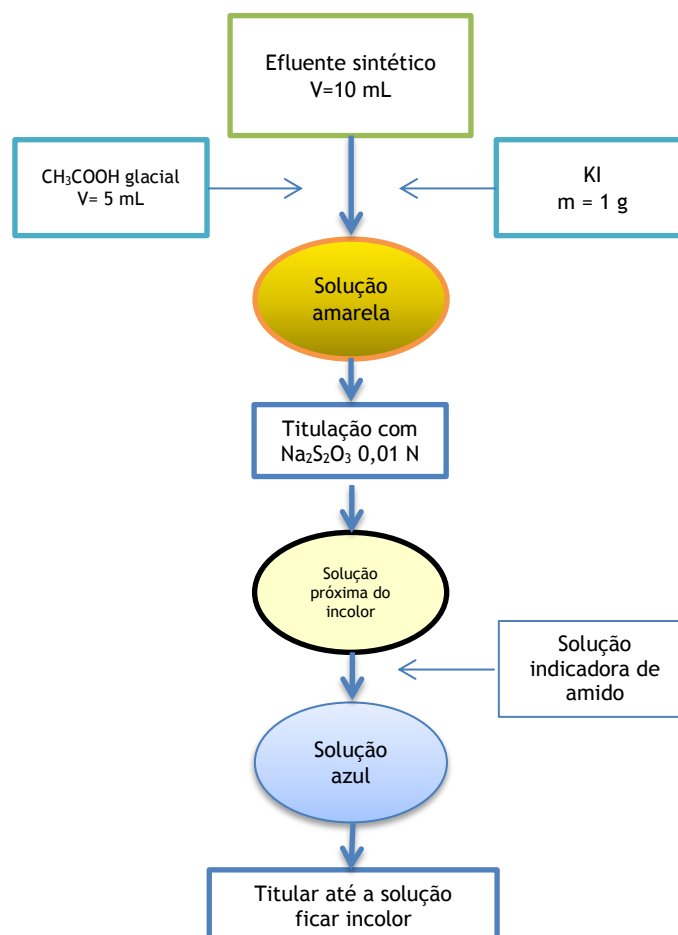 Efluente sintético
V=10 mL
CH₃COOH glacial
V= 5 mL
KI
m = 1 g
Solução
amarela
Titulação com
Na₂S₂O₃ 0,01 N
Solução
próxima do
incolor
Solução
indicadora de
amido
Solução
azul
Titular até a solução
ficar incolor